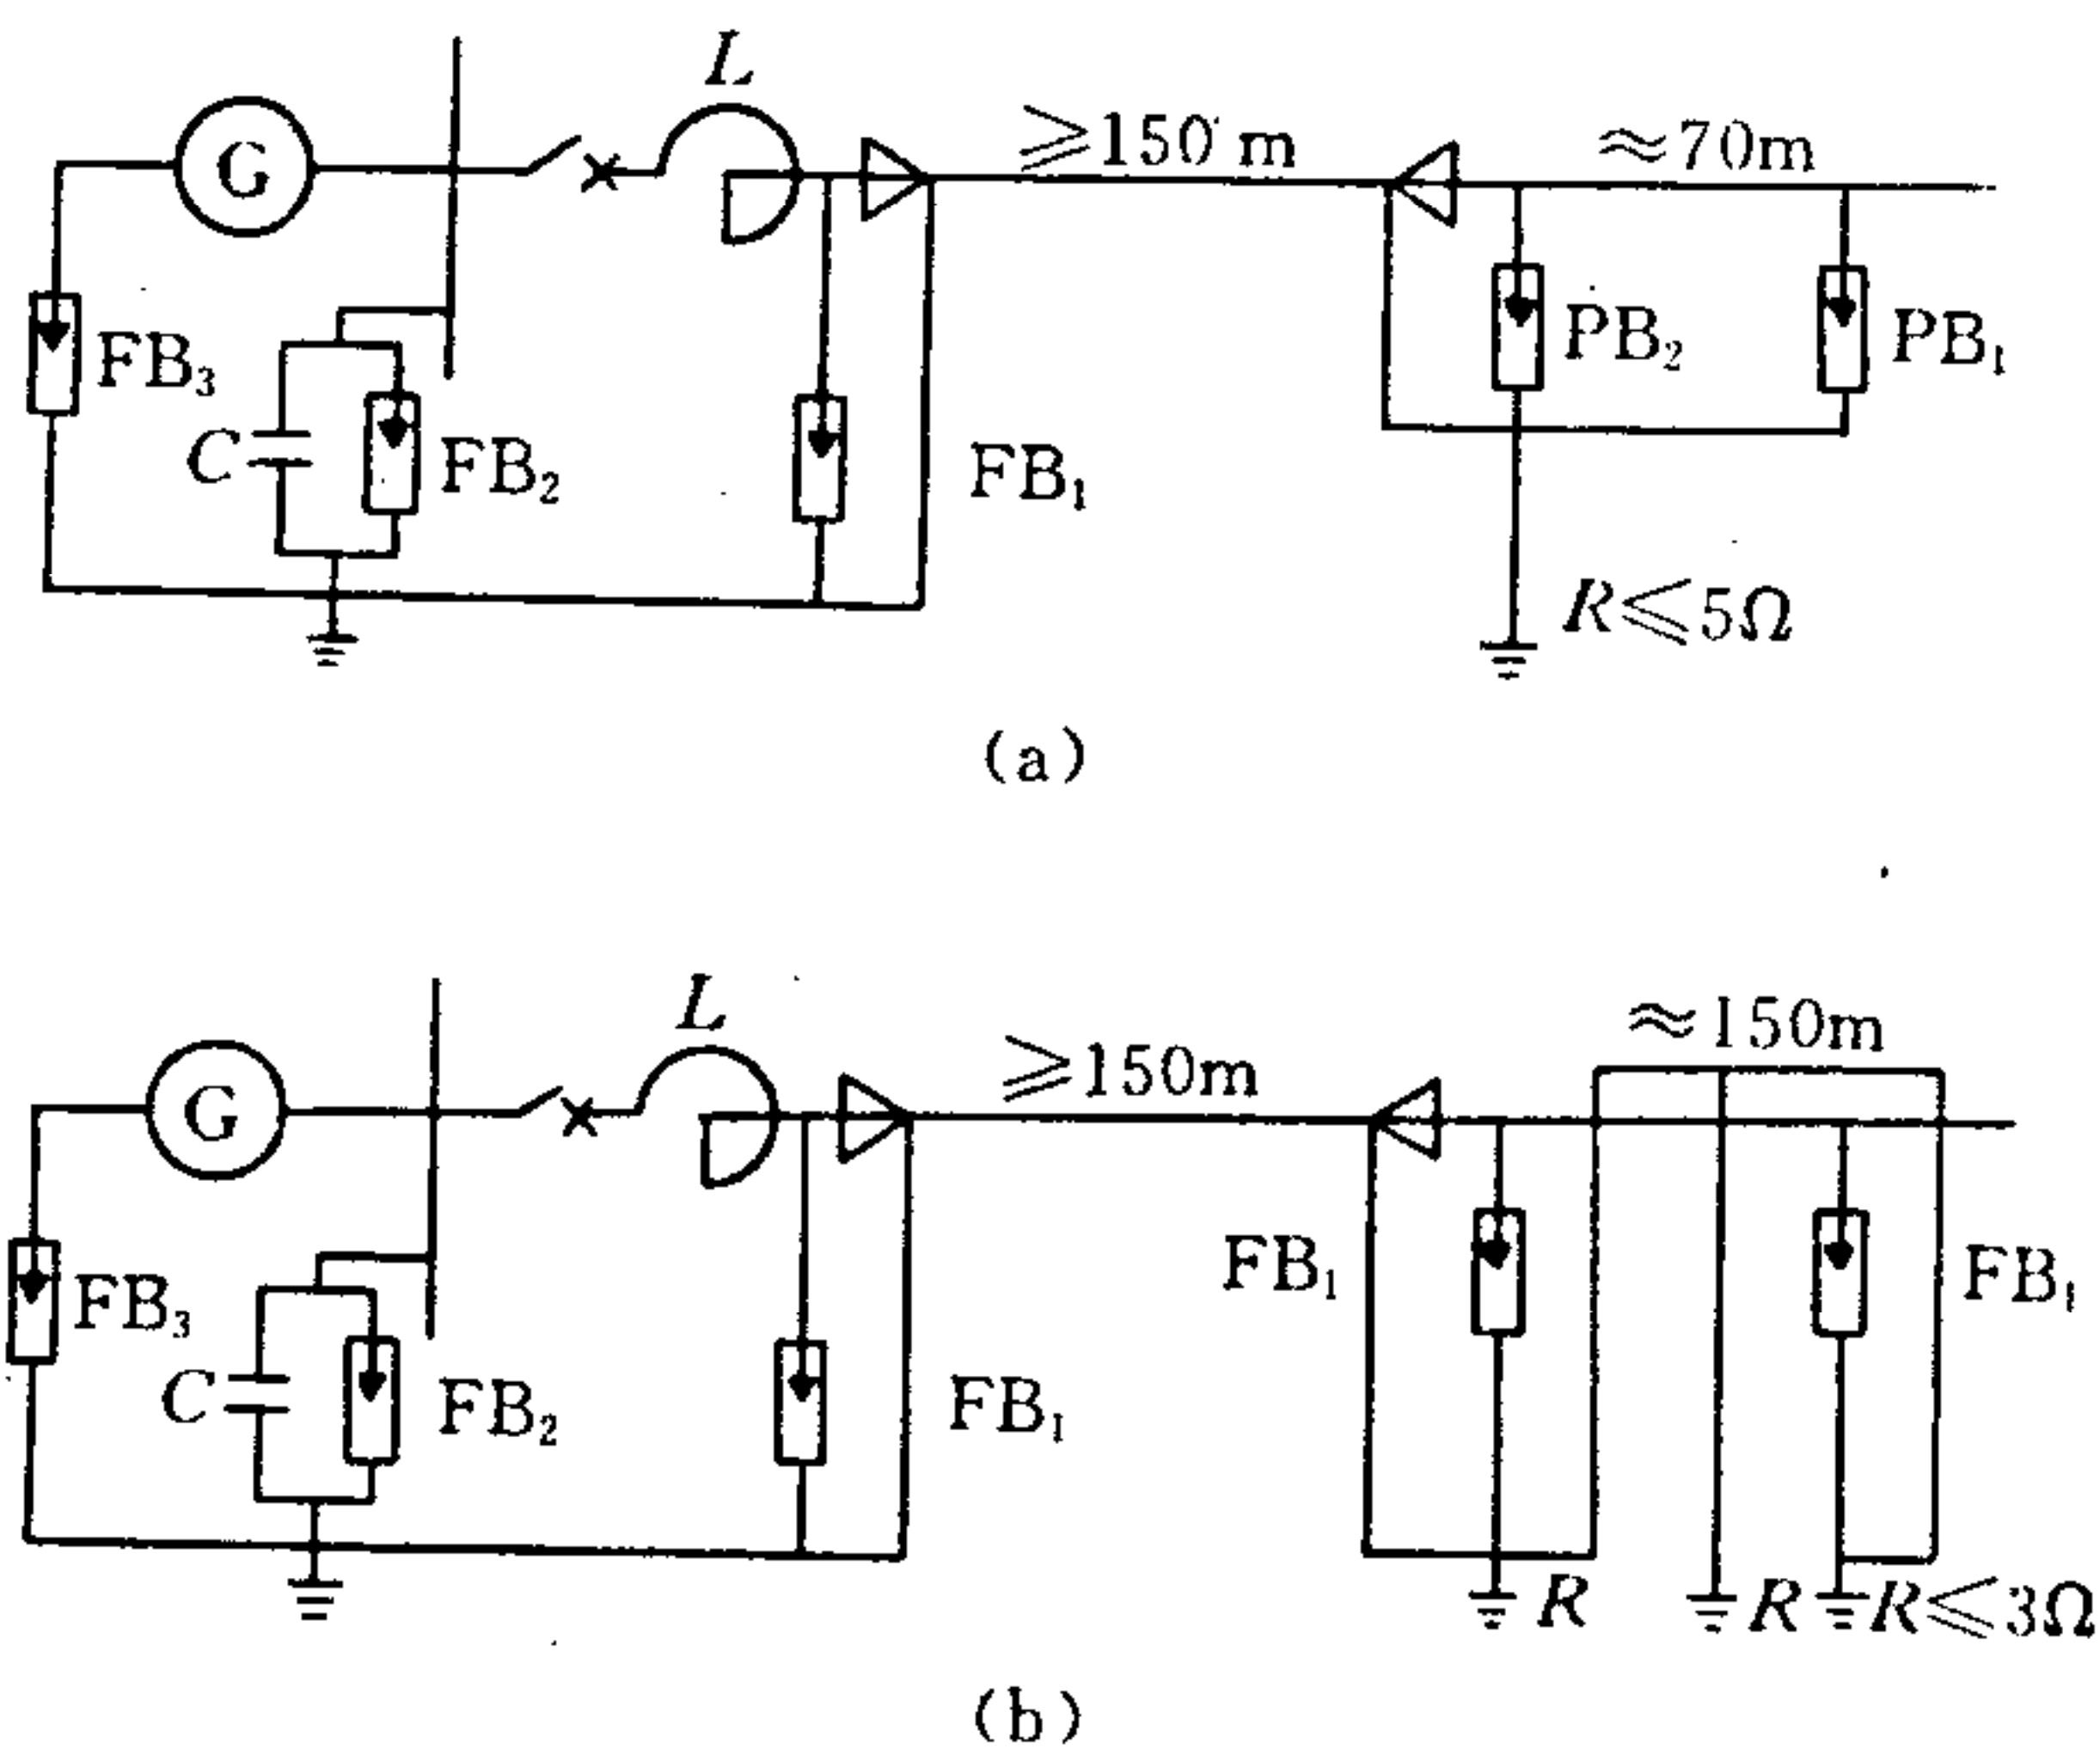 L
≥150 m
≈70m
G
FB₃
C
FB₂
FB₁
PB₂
PB₁
R≤5Ω
(a)
L
≥150m
≈150m
G
FB₃
C
FB₂
FB₁
FB₁
FB₁
R
R
R≤3Ω
(b)